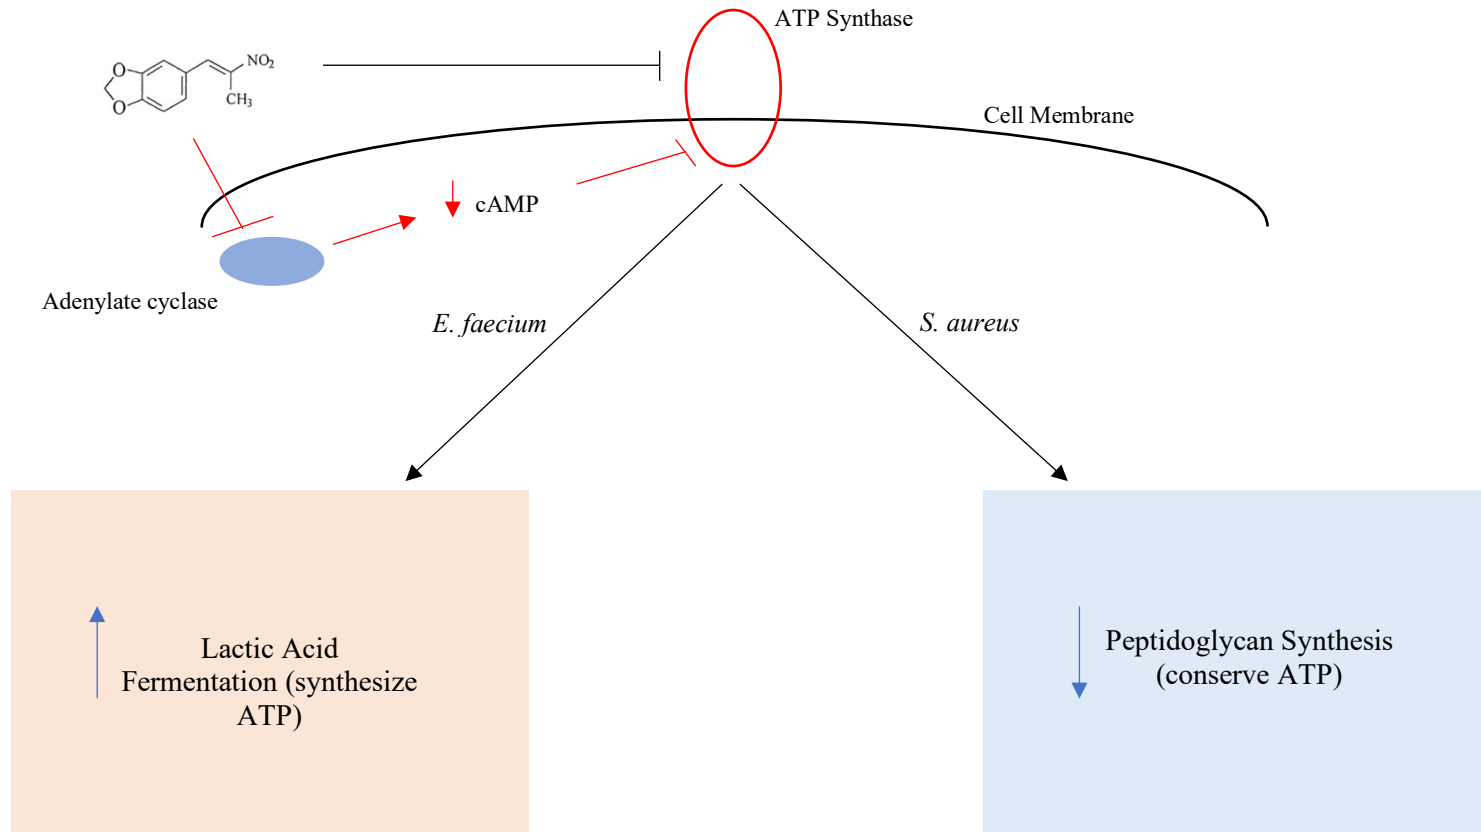 ATP Synthase
O
O
NO₂
CH₃
Cell Membrane
cAMP
Adenylate cyclase
E. faecium
S. aureus
Lactic Acid
Fermentation (synthesize
ATP)
Peptidoglycan Synthesis
(conserve ATP)